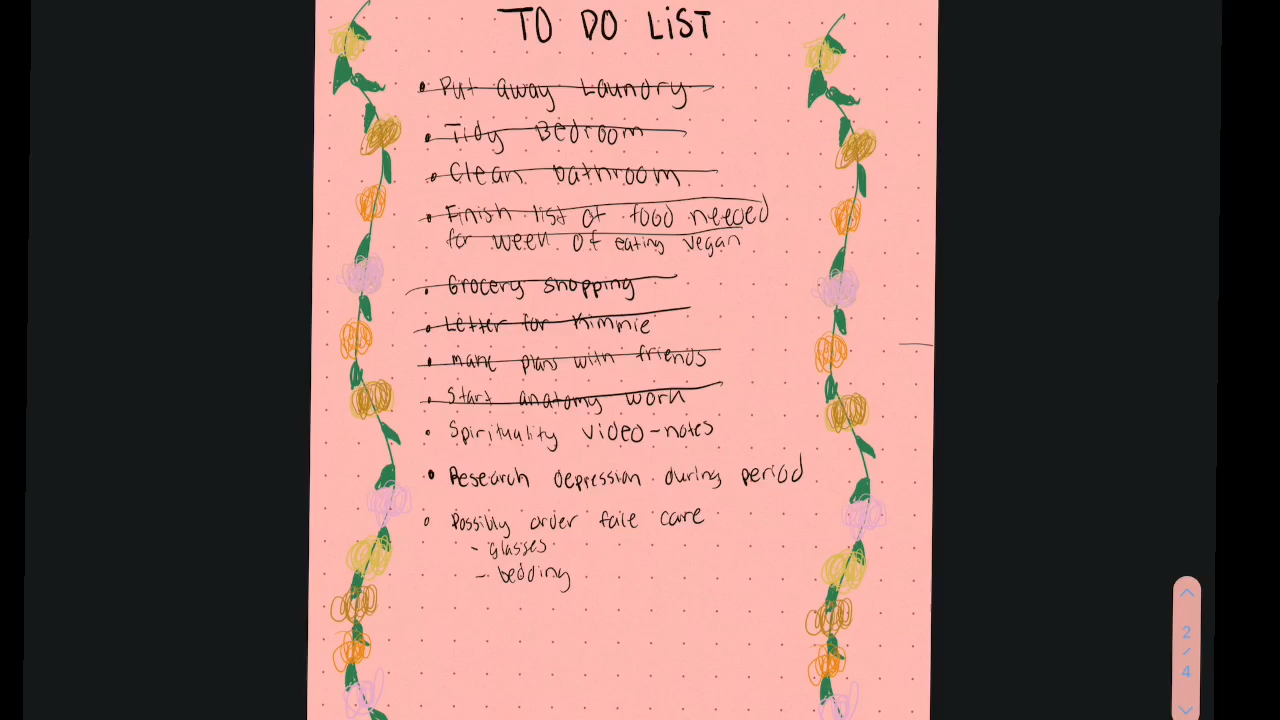 TO DO LiST
• Put away Laundry
• Tidy Bedroom
• Clean bathroom
• Finish list of food needed
for week of eating vegan
• Grocery shopping
• Letter for Kimmie
• make plans with friends
• Start anatomy work
• Spirituality video-notes
• Research depression during period
• Possibly order face care
- glasses
- bedding
2
/
4